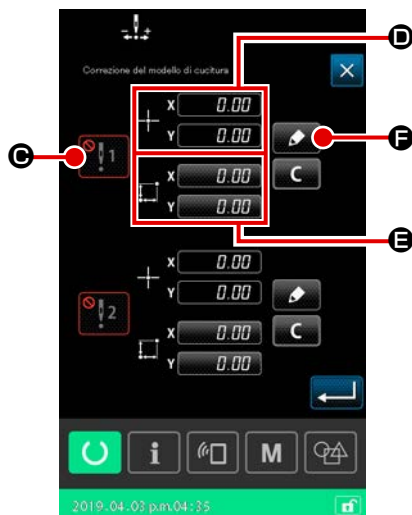 D
Correzione del modello di cucitura
X 0.00
Y 0.00
F
C
1
X 0.00
C
Y 0.00
E
X 0.00
Y 0.00
2
X 0.00
C
Y 0.00
i
M
2019.04.03 p.m.04:35